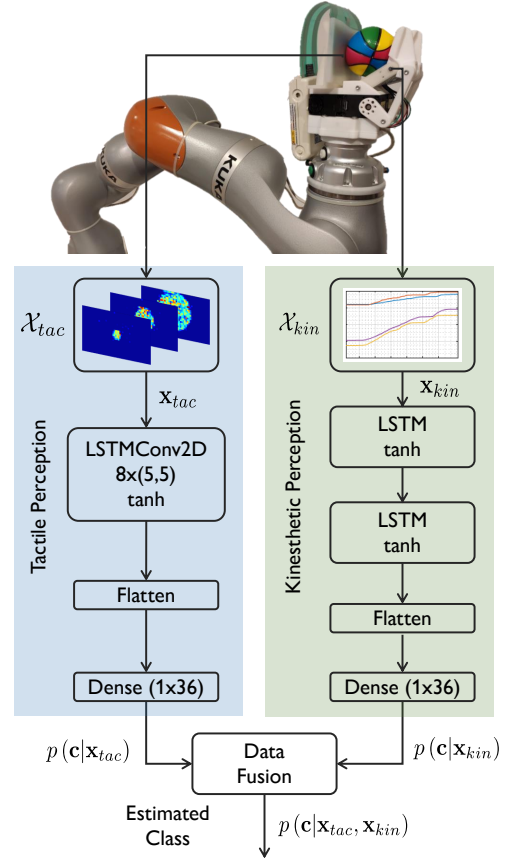 KUKA
KUKA
𝒳_tac
𝒳_kin
x_tac
x_kin
Tactile Perception
LSTMConv2D
8x(5,5)
tanh
Flatten
Dense (1x36)
Kinesthetic Perception
LSTM
tanh
LSTM
tanh
Flatten
Dense (1x36)
p(c|x_tac)
p(c|x_kin)
Data
Fusion
Estimated
Class
p(c|x_tac, x_kin)